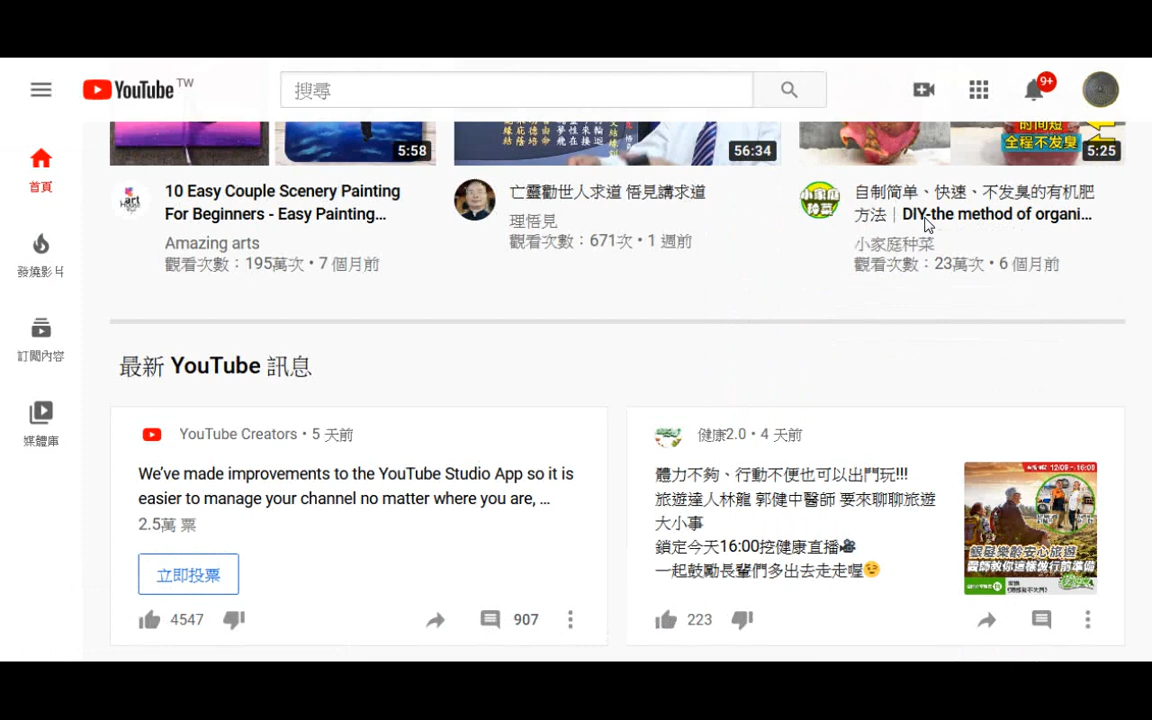 YouTube TW
搜尋
9+
首頁
發燒影片
訂閱內容
媒體庫
5:58
56:34
全程不发臭
5:25
10 Easy Couple Scenery Painting
For Beginners - Easy Painting...
Amazing arts
觀看次數：195萬次 • 7 個月前
亡靈勸世人求道 悟見講求道
理悟見
觀看次數：671次 • 1 週前
自制简单、快速、不发臭的有机肥
方法｜DIY-the method of organi...
小家庭种菜
觀看次數：23萬次 • 6 個月前
最新 YouTube 訊息
YouTube Creators • 5 天前
We've made improvements to the YouTube Studio App so it is
easier to manage your channel no matter where you are, ...
2.5萬 票
立即投票
4547
907
健康2.0 • 4 天前
體力不夠、行動不便也可以出門玩!!!
旅遊達人林龍 郭健中醫師 要來聊聊旅遊
大小事
鎖定今天16:00挖健康直播
一起鼓勵長輩們多出去走走喔
銀髮樂齡安心旅遊
醫師教你這樣做行前準備
223